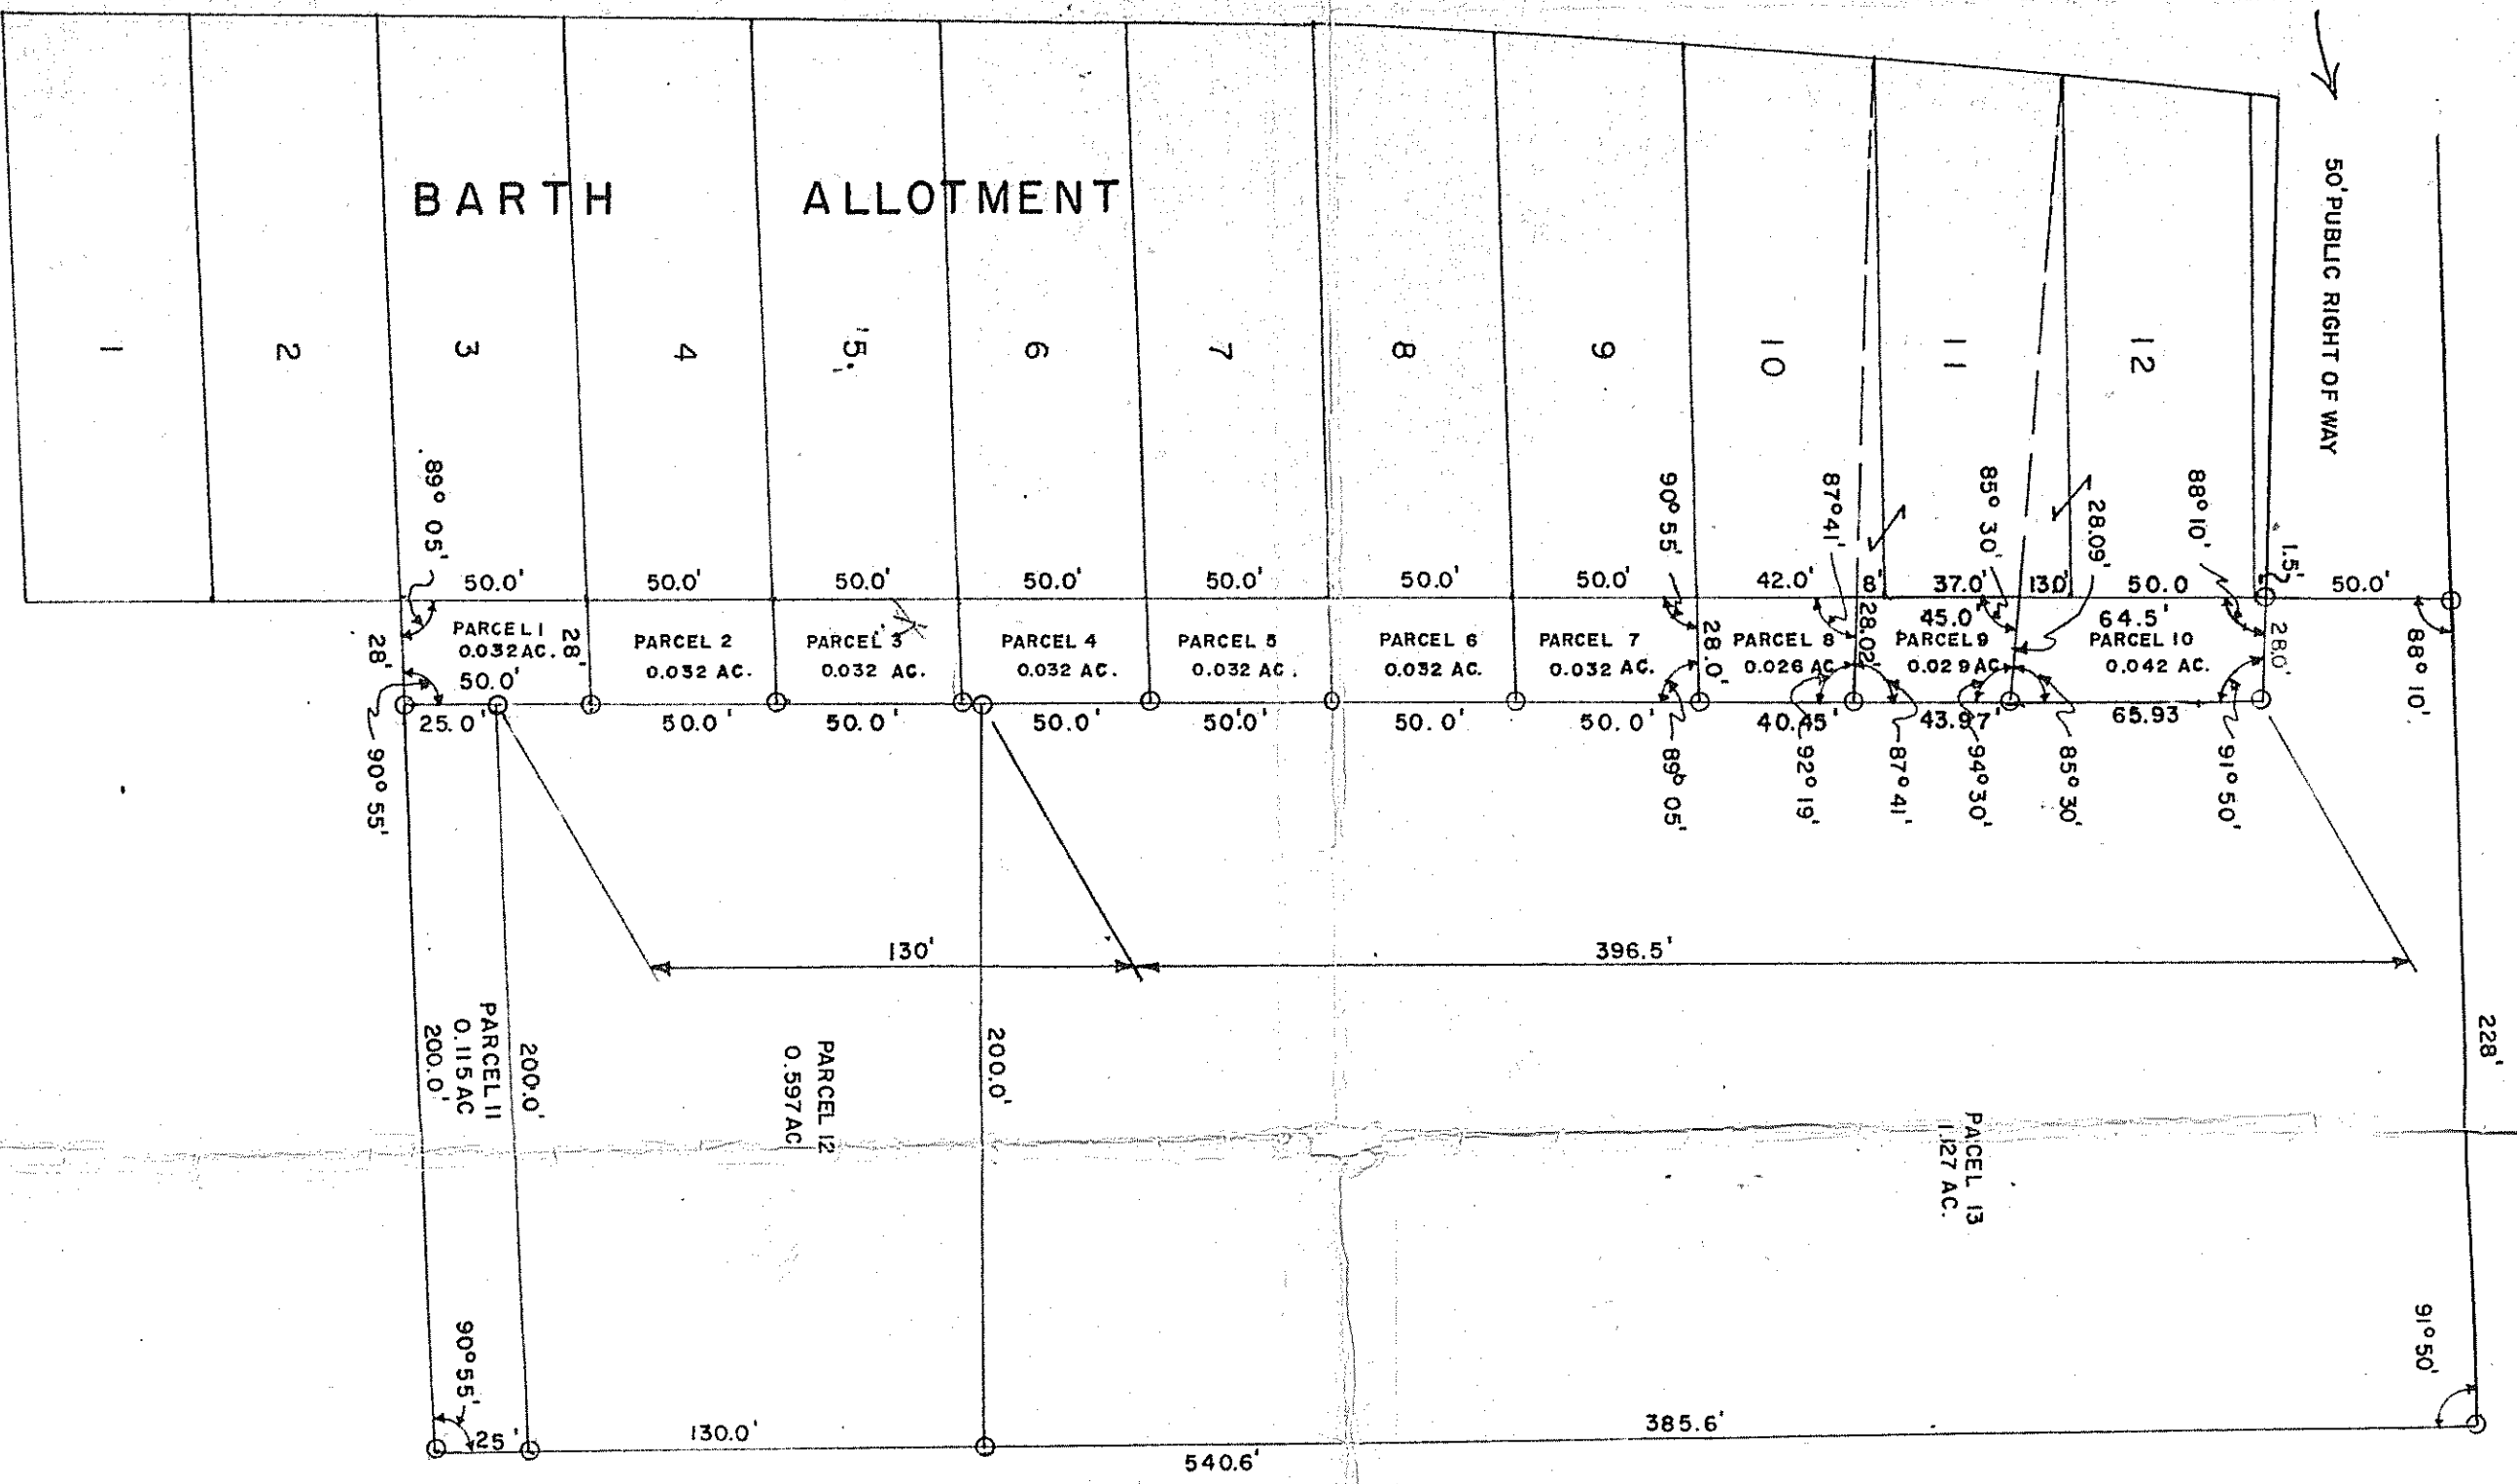 BARTH ALLOTMENT
50' PUBLIC RIGHT OF WAY
1
2
3
4
5
6
7
8
9
10
11
12
89° 05'
90° 55'
87° 41'
85° 30'
28.09'
88° 10'
1.5'
50.0'
50.0'
50.0'
50.0'
50.0'
50.0'
50.0'
42.0'
8'
37.0'
130'
50.0
50.0'
45.0'
64.5'
28'
PARCEL 1
0.032 AC.
28'
50.0'
PARCEL 2
0.032 AC.
PARCEL 3
0.032 AC.
PARCEL 4
0.032 AC.
PARCEL 5
0.032 AC.
PARCEL 6
0.032 AC.
PARCEL 7
0.032 AC.
28.0'
PARCEL 8
0.026 AC
28.02'
PARCEL 9
0.029 AC
PARCEL 10
0.042 AC.
28.0'
88° 10'
25.0'
50.0'
50.0'
50.0'
50.0'
50.0'
50.0'
40.45'
43.97'
65.93
90° 55'
89° 05'
92° 19'
87° 41'
94° 30'
85° 30'
91° 50'
130'
396.5'
228'
200.0'
PARCEL 11
0.115 AC
200.0'
PARCEL 12
0.597 AC
200.0'
PACEL 13
1.127 AC.
90° 55'
91° 50'
25'
130.0'
385.6'
540.6'